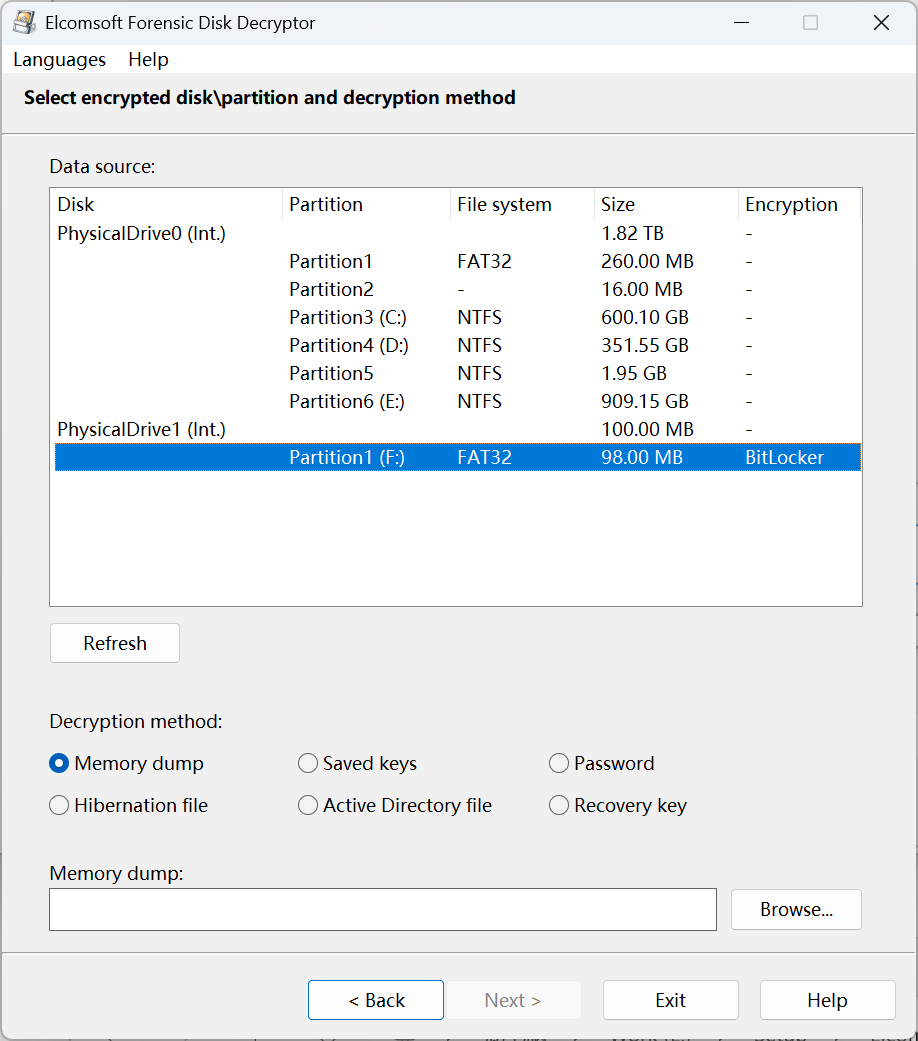 Elcomsoft Forensic Disk Decryptor
Languages Help
Select encrypted disk\partition and decryption method
Data source:
Disk Partition File system Size Encryption
PhysicalDrive0 (Int.) 1.82 TB -
Partition1 FAT32 260.00 MB -
Partition2 - 16.00 MB -
Partition3 (C:) NTFS 600.10 GB -
Partition4 (D:) NTFS 351.55 GB -
Partition5 NTFS 1.95 GB -
Partition6 (E:) NTFS 909.15 GB -
PhysicalDrive1 (Int.) 100.00 MB -
Partition1 (F:) FAT32 98.00 MB BitLocker
Refresh
Decryption method:
Memory dump Saved keys Password
Hibernation file Active Directory file Recovery key
Memory dump:
Browse...
< Back Next > Exit Help